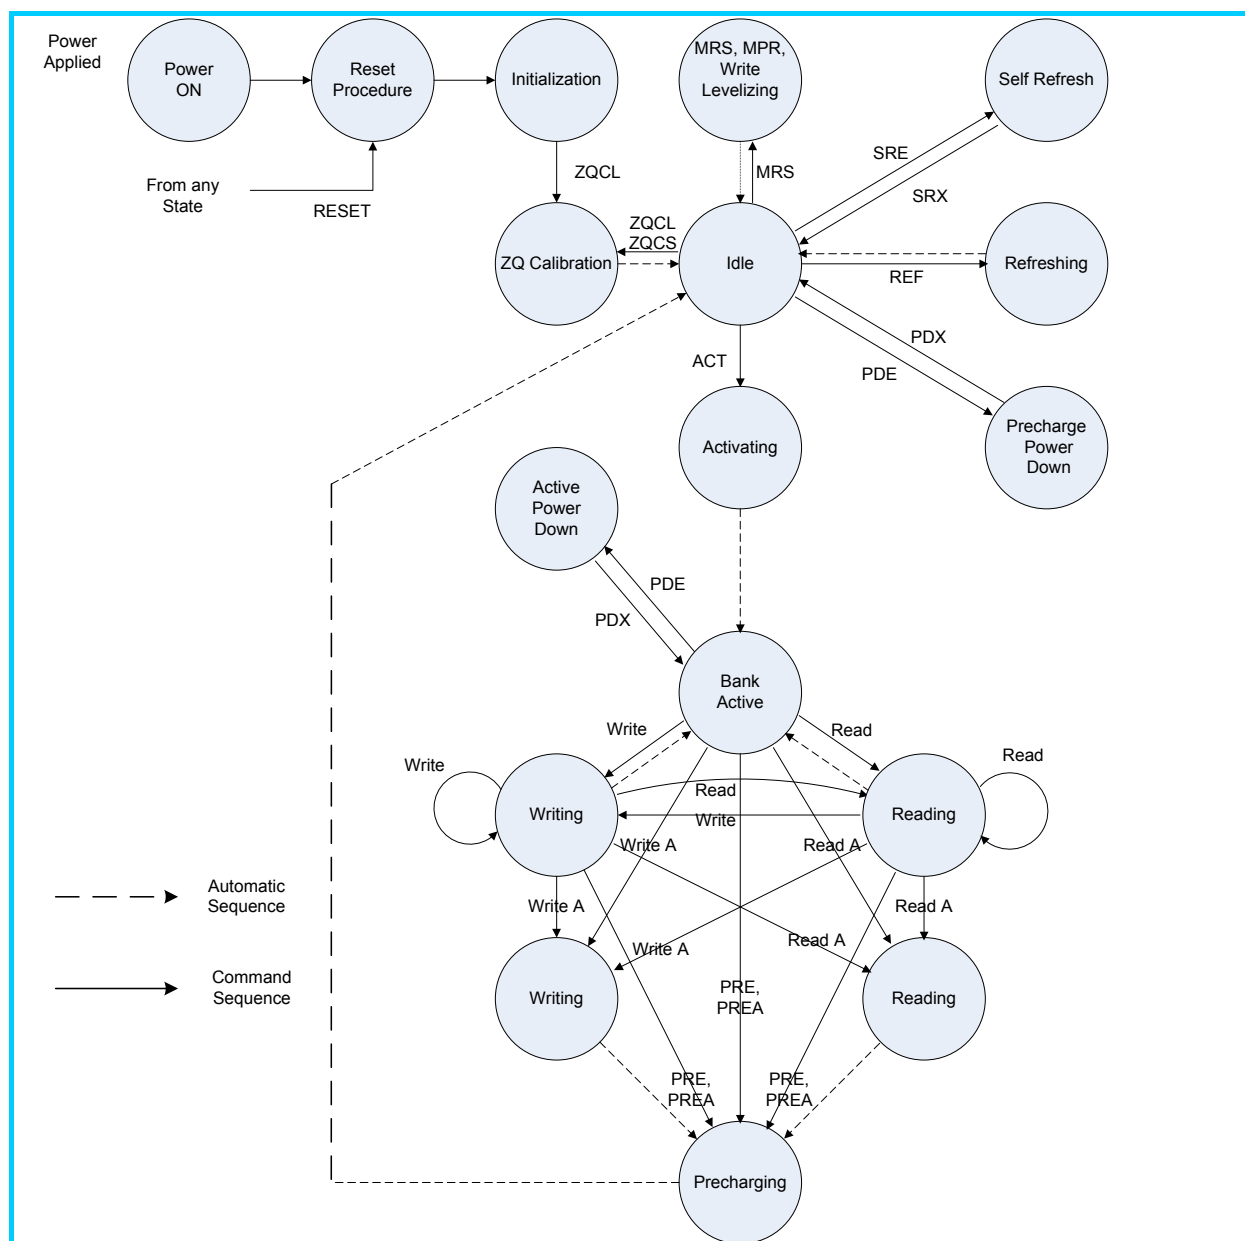 Power
Applied
Power
ON
Reset
Procedure
Initialization
MRS, MPR,
Write
Levelizing
Self Refresh
From any
State
RESET
ZQCL
MRS
SRE
SRX
ZQCL
ZQCS
ZQ Calibration
Idle
REF
Refreshing
ACT
PDX
PDE
Activating
Precharge
Power
Down
Active
Power
Down
PDE
PDX
Bank
Active
Write
Read
Write
Read
Read
Write
Writing
Reading
Write A
Read A
Automatic
Sequence
Write A
Read A
Write A
Read A
Command
Sequence
Writing
PRE,
PREA
Reading
PRE,
PREA
PRE,
PREA
Precharging